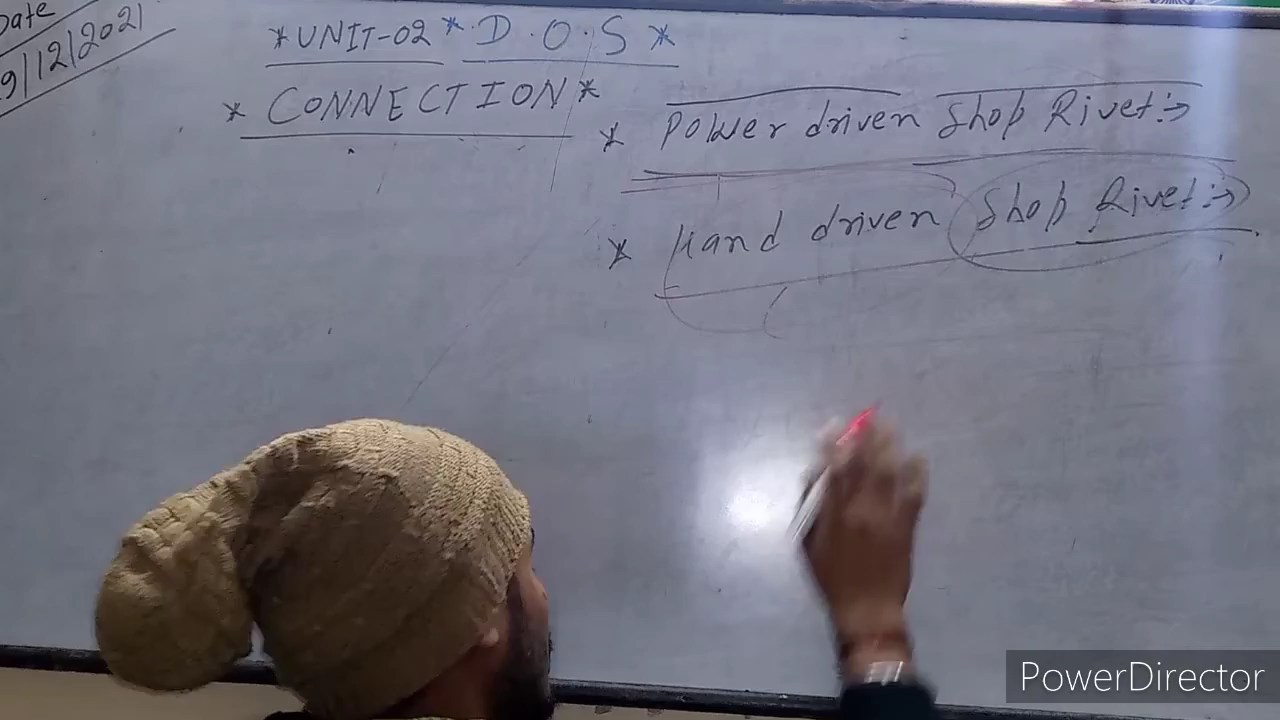 Date
9/12/2021
*UNIT-02 * D.O.S *
* CONNECTION *
* Power driven Shop Rivet:→
* Hand driven Shop Rivet:→
PowerDirector